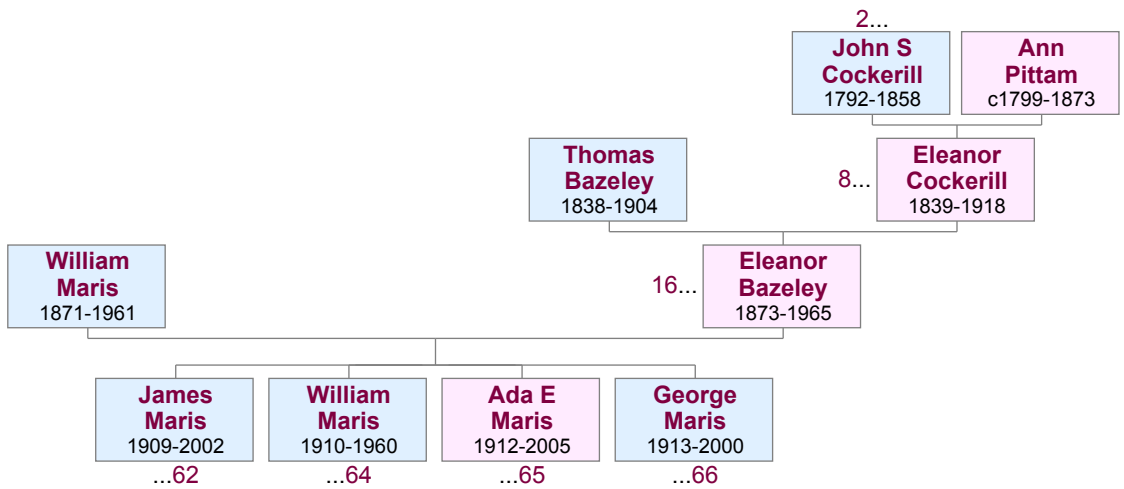 2...
John S
Cockerill
1792-1858
Ann
Pittam
c1799-1873
Thomas
Bazeley
1838-1904
8...
Eleanor
Cockerill
1839-1918
William
Maris
1871-1961
16...
Eleanor
Bazeley
1873-1965
James
Maris
1909-2002
...62
William
Maris
1910-1960
...64
Ada E
Maris
1912-2005
...65
George
Maris
1913-2000
...66